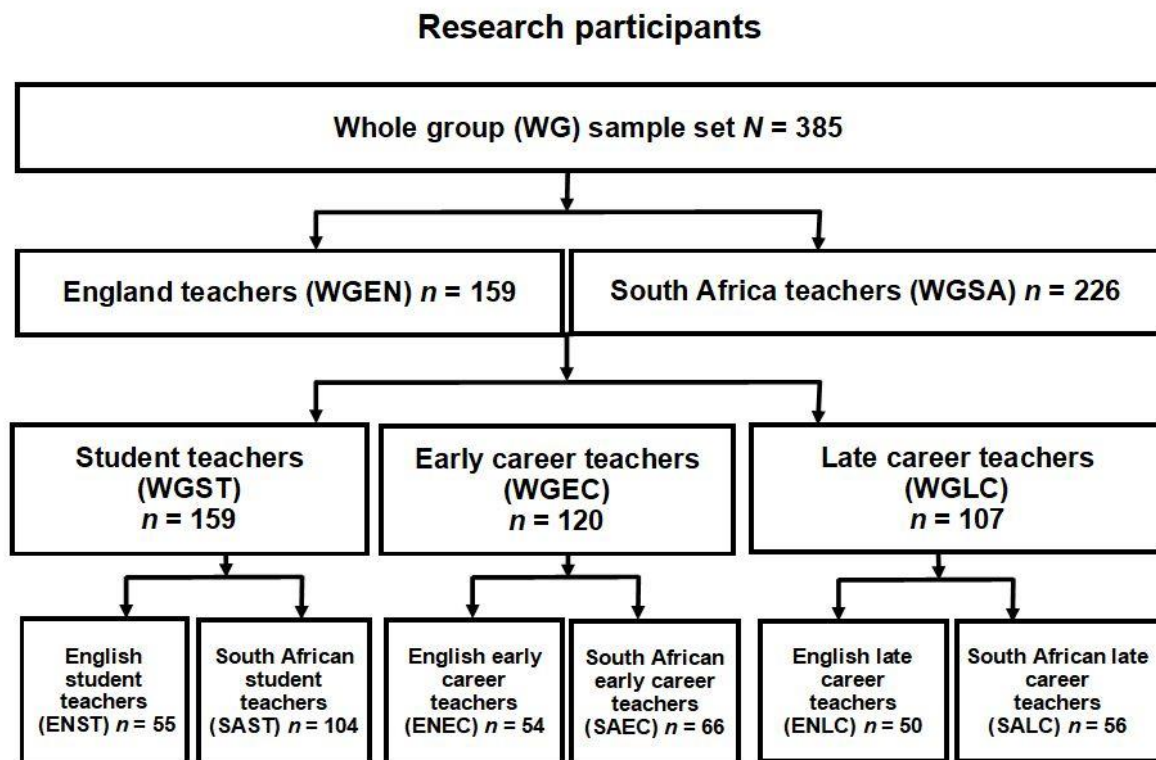 Research participants
Whole group (WG) sample set N = 385
England teachers (WGEN) n = 159
South Africa teachers (WGSA) n = 226
Student teachers
(WGST)
n = 159
Early career teachers
(WGEC)
n = 120
Late career teachers
(WGLC)
n = 107
English
student
teachers
(ENST) n = 55
South African
student
teachers
(SAST) n = 104
English early
career
teachers
(ENEC) n = 54
South African
early career
teachers
(SAEC) n = 66
English late
career
teachers
(ENLC) n = 50
South African late
career
teachers
(SALC) n = 56